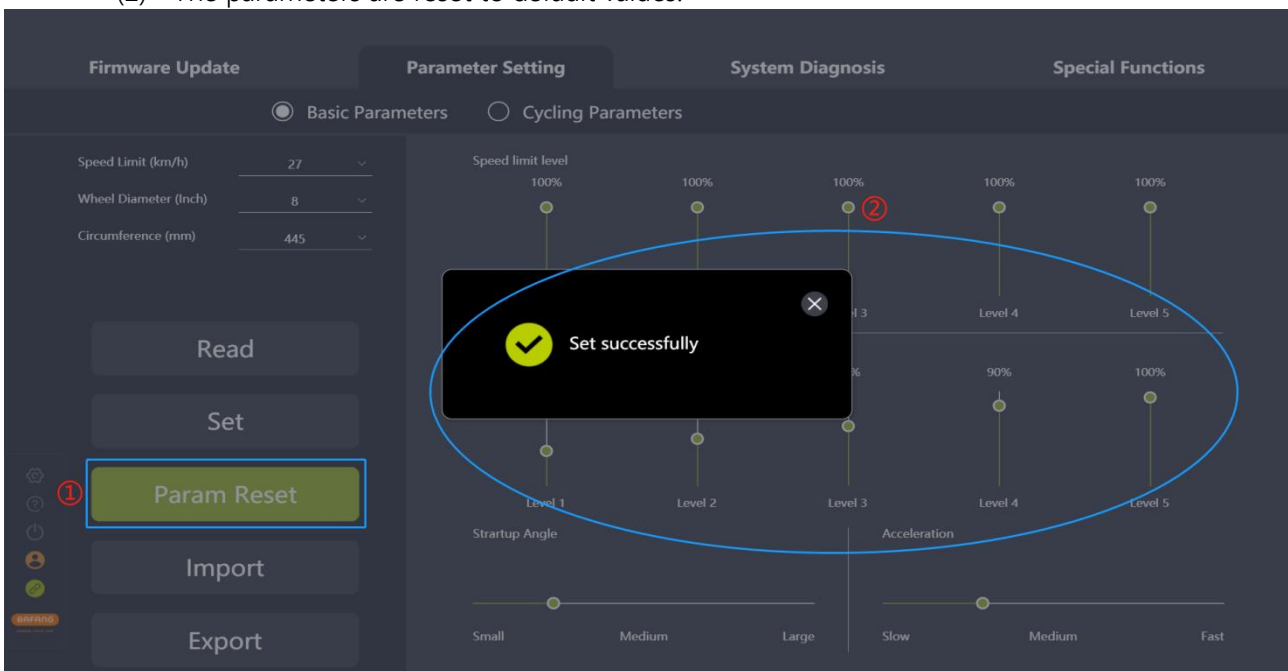 (2) The parameters are reset to default values.
Firmware Update Parameter Setting System Diagnosis Special Functions
Basic Parameters Cycling Parameters
Speed Limit (km/h) 27
Wheel Diameter (Inch) 8
Circumference (mm) 445
Speed limit level
100% 100% 100% 100% 100%
②
l 3 Level 4 Level 5
Set successfully
% 90% 100%
Level 1 Level 2 Level 3 Level 4 Level 5
Read
Set
① Param Reset
Import
Export
Strartup Angle Acceleration
Small Medium Large Slow Medium Fast
BAFANG